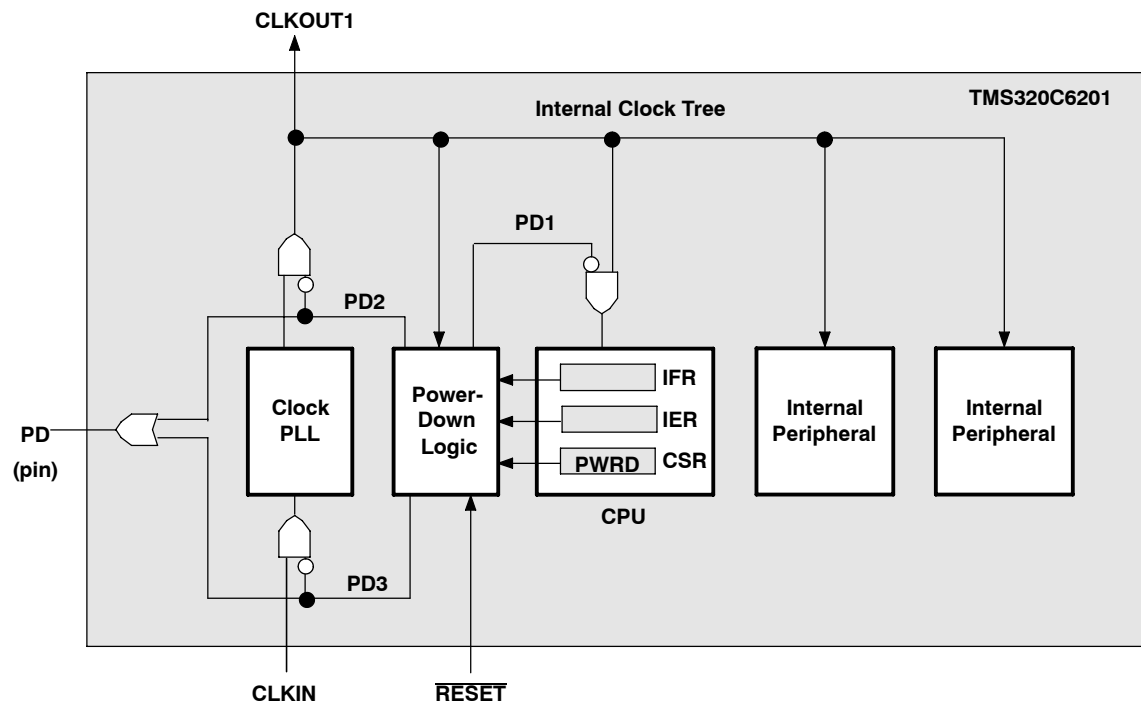 CLKOUT1
TMS320C6201
Internal Clock Tree
PD1
PD2
Clock
PLL
Power-
Down
Logic
IFR
IER
PWRD CSR
CPU
Internal
Peripheral
Internal
Peripheral
PD
(pin)
PD3
CLKIN
RESET